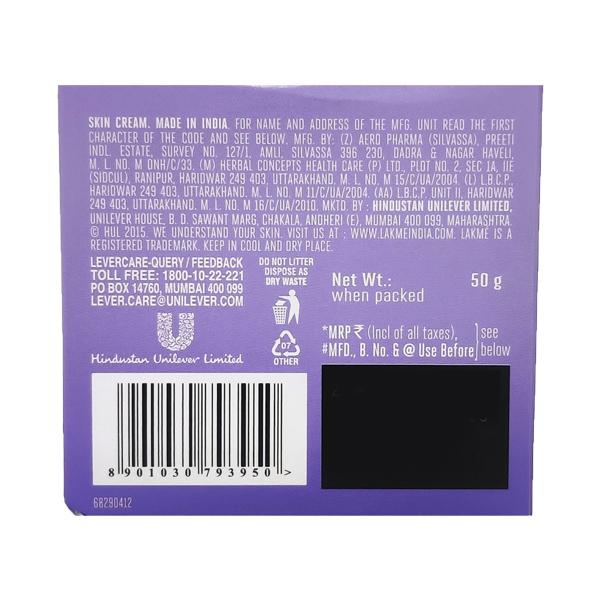 SKIN CREAM. MADE IN INDIA. FOR NAME AND ADDRESS OF THE MFG. UNIT READ THE FIRST
CHARACTER OF THE CODE AND SEE BELOW. MFG. BY: (Z) AERO PHARMA (SILVASSA), PREETI
INDL. ESTATE, SURVEY NO. 127/1, AMLI, SILVASSA 396 230, DADRA & NAGAR HAVELI,
M. L. NO. M DNH/C/33. (M) HERBAL CONCEPTS HEALTH CARE (P) LTD., PLOT NO. 2, SEC 1A, IIE
(SIDCUL), RANIPUR, HARIDWAR 249 403, UTTARAKHAND. M. L. NO. M 15/C/UA/2004 (L) L.B.C.P.,
HARIDWAR 249 403, UTTARAKHAND. M. L. NO. M 11/C/UA/2004. (AA) L.B.C.P. UNIT II, HARIDWAR
249 403, UTTARAKHAND. M. L. NO. M 16/C/UA/2010. MKTD. BY : HINDUSTAN UNILEVER LIMITED,
UNILEVER HOUSE, B. D. SAWANT MARG, CHAKALA, ANDHERI (E), MUMBAI 400 099, MAHARASHTRA.
© HUL 2015. WE UNDERSTAND YOUR SKIN. VISIT US AT : WWW.LAKMEINDIA.COM. LAKMÉ IS A
REGISTERED TRADEMARK. KEEP IN COOL AND DRY PLACE.
LEVERCARE-QUERY / FEEDBACK
TOLL FREE: 1800-10-22-221
PO BOX 14760, MUMBAI 400 099
LEVER.CARE@UNILEVER.COM
Hindustan Unilever Limited
DO NOT LITTER
DISPOSE AS
DRY WASTE
07
OTHER
Net Wt.: 50 g
when packed
*MRP ₹ (Incl of all taxes), see
#MFD., B. No. & @ Use Before below
8 901030 793950 >
68290412